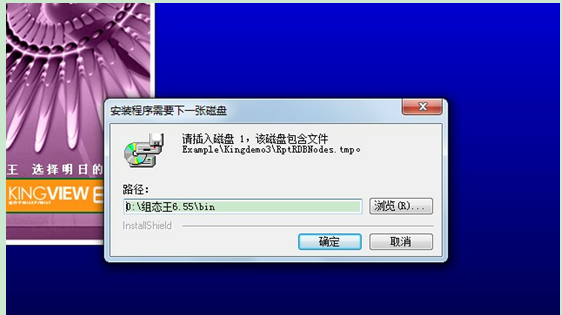 安装程序需要下一张磁盘
请插入磁盘 1，该磁盘包含文件
Example\Kingdemo3\RptRDBNodes.tmp。
王 选择明日的
KINGVIEW
路径：
D:\组态王6.55\bin
浏览(R)...
InstallShield
确定
取消